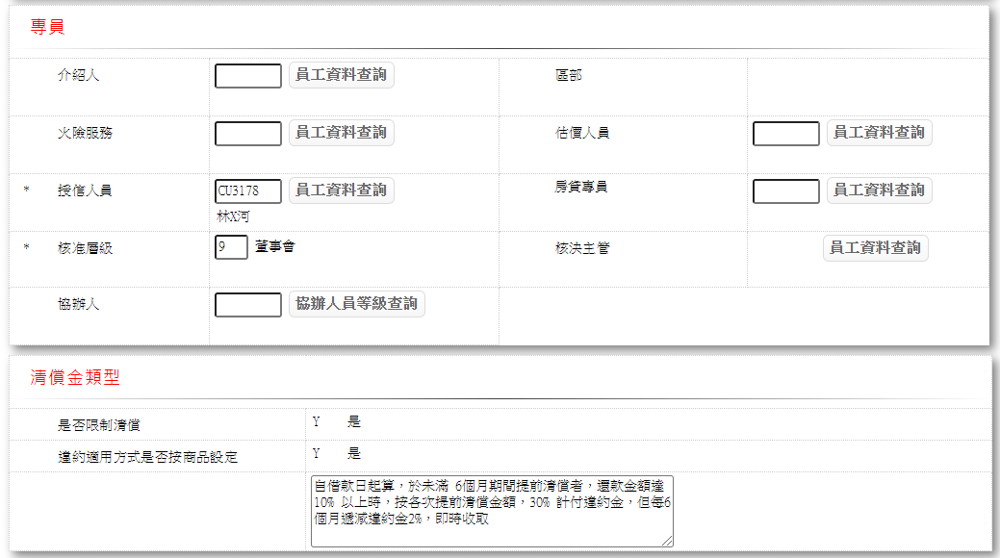 專員
介紹人 員工資料查詢 區部
火險服務 員工資料查詢 估價人員 員工資料查詢
* 授信人員 CU3178 員工資料查詢 房貸專員 員工資料查詢
林X河
* 核准層級 9 董事會 核決主管 員工資料查詢
協辦人 協辦人員等級查詢
清償金類型
是否限制清償 Y 是
違約適用方式是否按商品設定 Y 是
自借款日起算，於未滿 6個月期間提前清償者，還款金額達
10% 以上時，按各次提前清償金額，30% 計付違約金，但每6
個月遞減違約金2%，即時收取